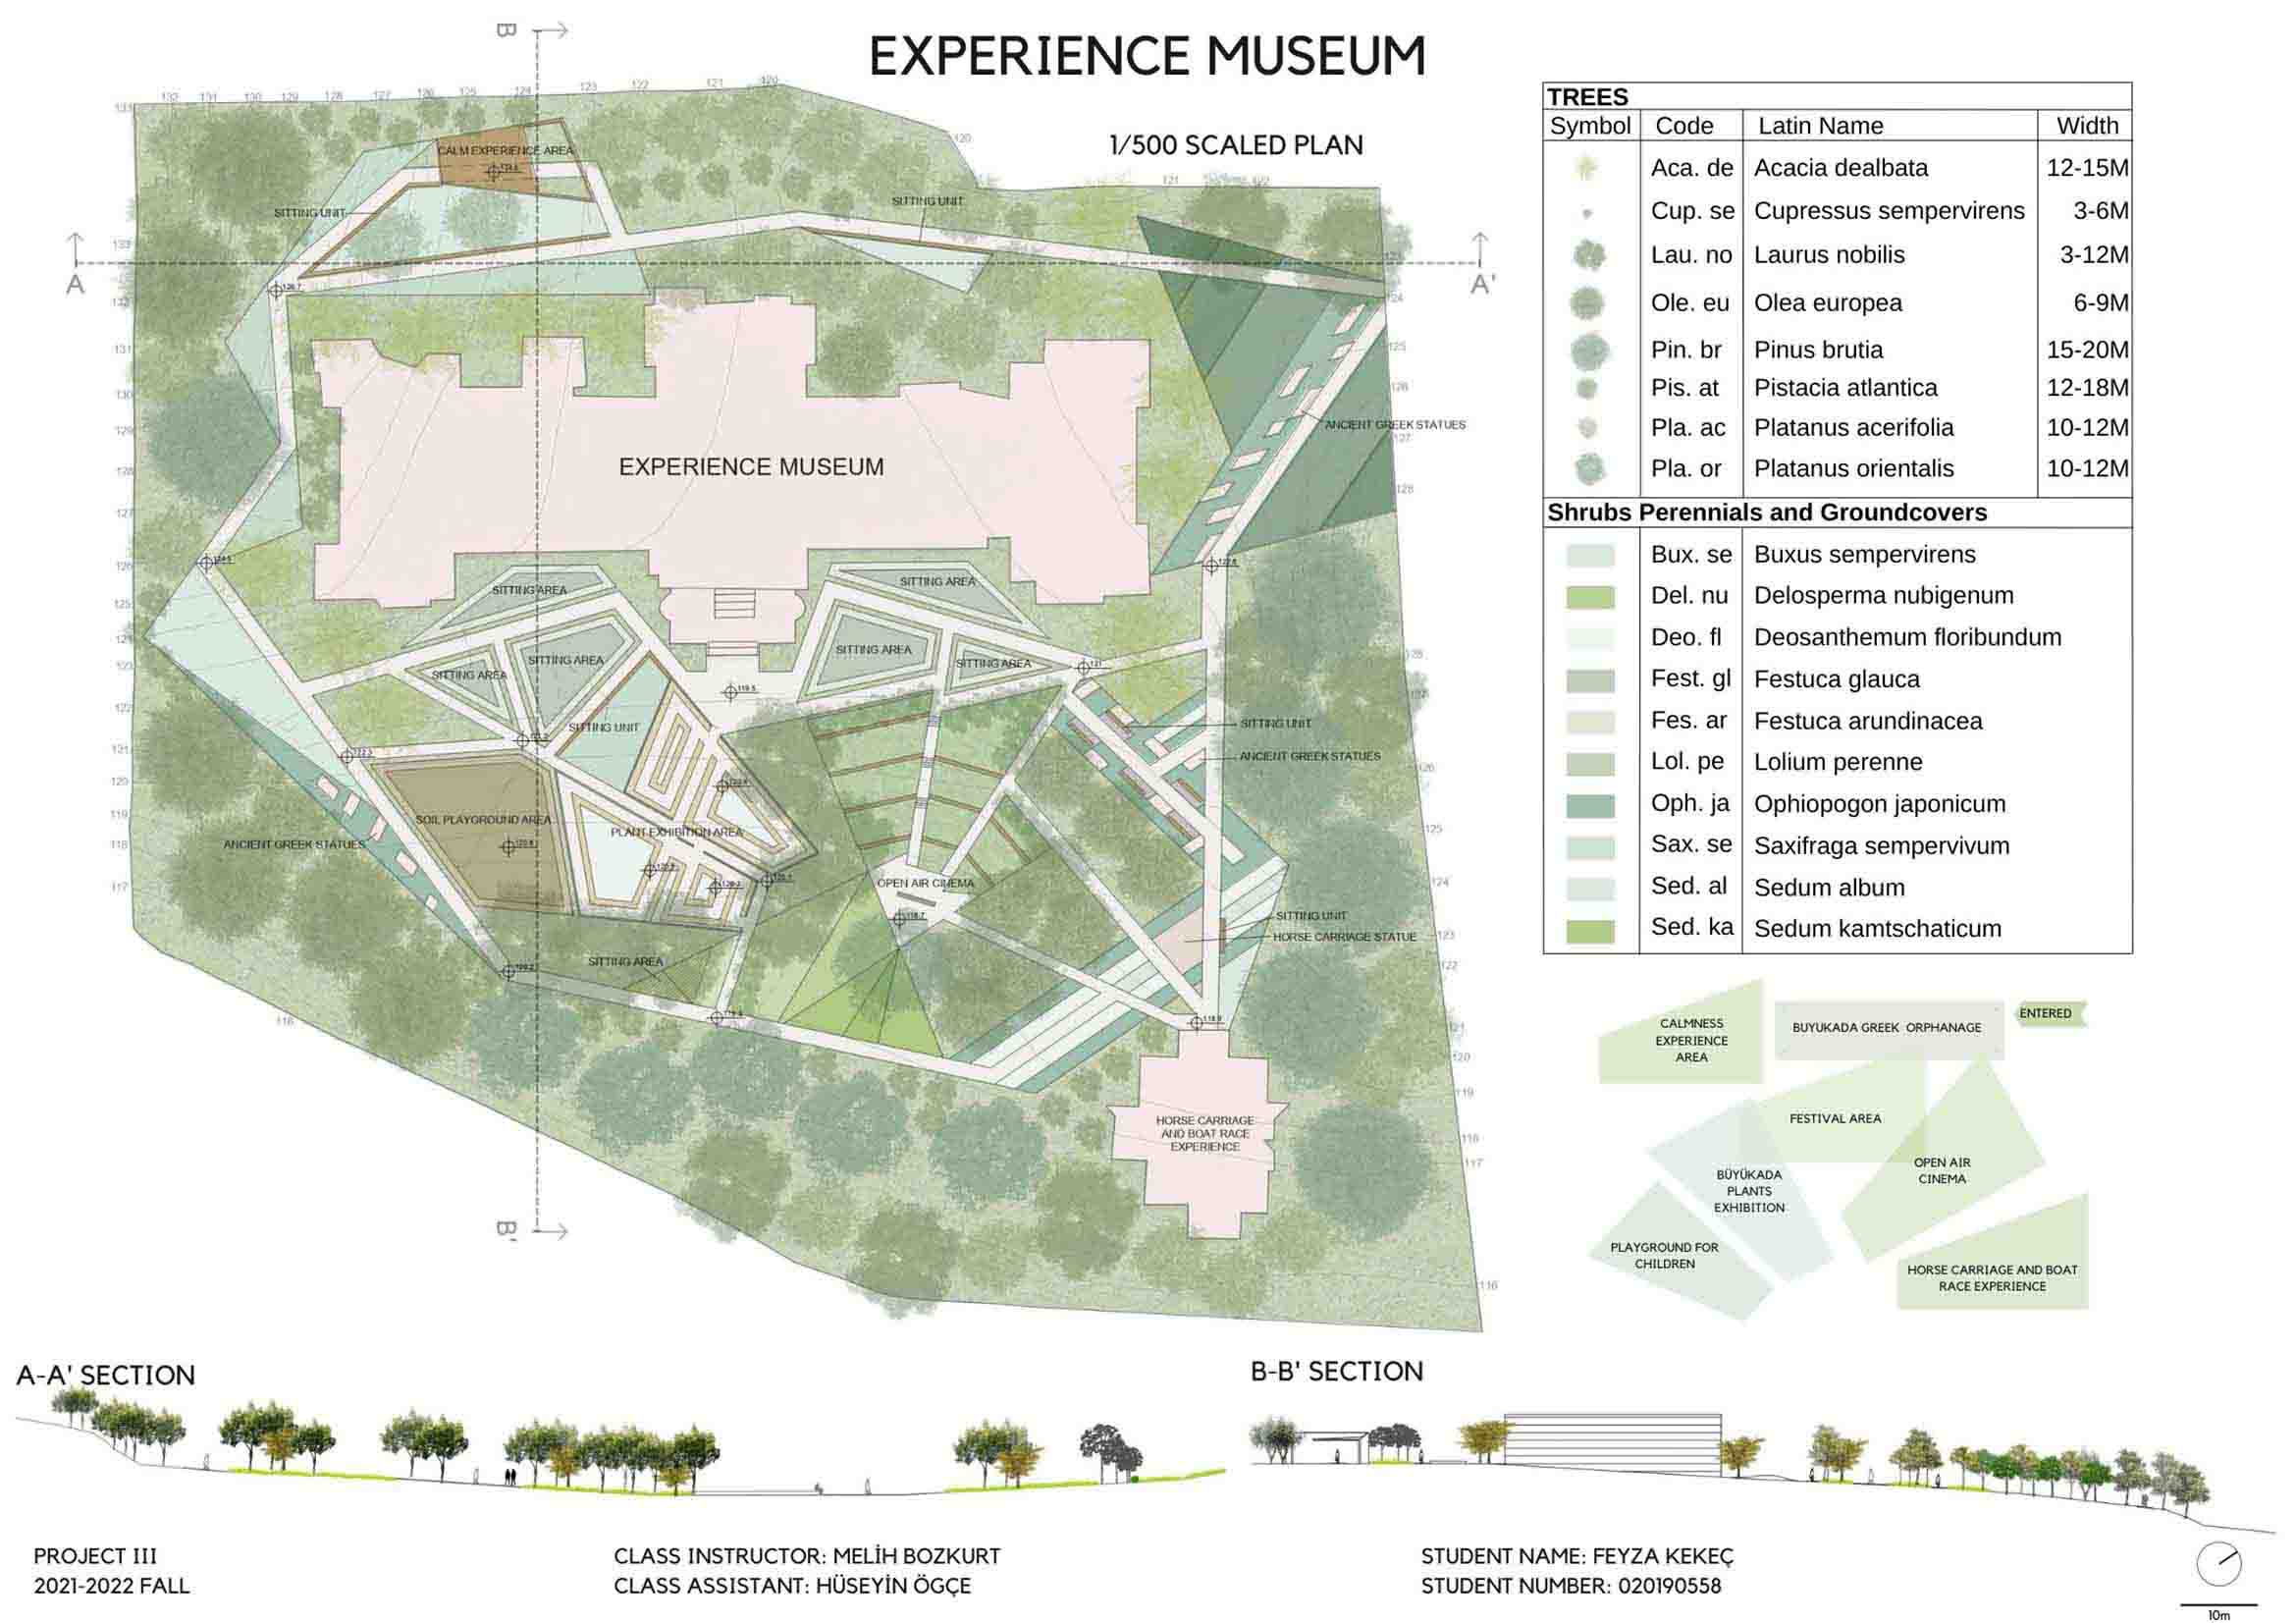 EXPERIENCE MUSEUM
1/500 SCALED PLAN
B
B'
A
A'
CALM EXPERIENCE AREA
SITTING UNIT
SITTING UNIT
EXPERIENCE MUSEUM
ANCIENT GREEK STATUES
SITTING AREA
SITTING AREA
SITTING AREA
SITTING AREA
SITTING AREA
SITTING AREA
SITTING UNIT
119.5
121
SITTING UNIT
ANCIENT GREEK STATUES
SOIL PLAYGROUND AREA
PLANT EXHIBITION AREA
ANCIENT GREEK STATUES
OPEN AIR CINEMA
SITTING AREA
SITTING UNIT
HORSE CARRIAGE STATUE
HORSE CARRIAGE
AND BOAT RACE
EXPERIENCE
TREES
Symbol Code Latin Name Width
Aca. de Acacia dealbata 12-15M
Cup. se Cupressus sempervirens 3-6M
Lau. no Laurus nobilis 3-12M
Ole. eu Olea europea 6-9M
Pin. br Pinus brutia 15-20M
Pis. at Pistacia atlantica 12-18M
Pla. ac Platanus acerifolia 10-12M
Pla. or Platanus orientalis 10-12M
Shrubs Perennials and Groundcovers
Bux. se Buxus sempervirens
Del. nu Delosperma nubigenum
Deo. fl Deosanthemum floribundum
Fest. gl Festuca glauca
Fes. ar Festuca arundinacea
Lol. pe Lolium perenne
Oph. ja Ophiopogon japonicum
Sax. se Saxifraga sempervivum
Sed. al Sedum album
Sed. ka Sedum kamtschaticum
CALMNESS
EXPERIENCE
AREA
BUYUKADA GREEK ORPHANAGE
ENTERED
FESTIVAL AREA
OPEN AIR
CINEMA
BÜYÜKADA
PLANTS
EXHIBITION
PLAYGROUND FOR
CHILDREN
HORSE CARRIAGE AND BOAT
RACE EXPERIENCE
A-A' SECTION
B-B' SECTION
PROJECT III
2021-2022 FALL
CLASS INSTRUCTOR: MELİH BOZKURT
CLASS ASSISTANT: HÜSEYİN ÖGÇE
STUDENT NAME: FEYZA KEKEÇ
STUDENT NUMBER: 020190558
10m